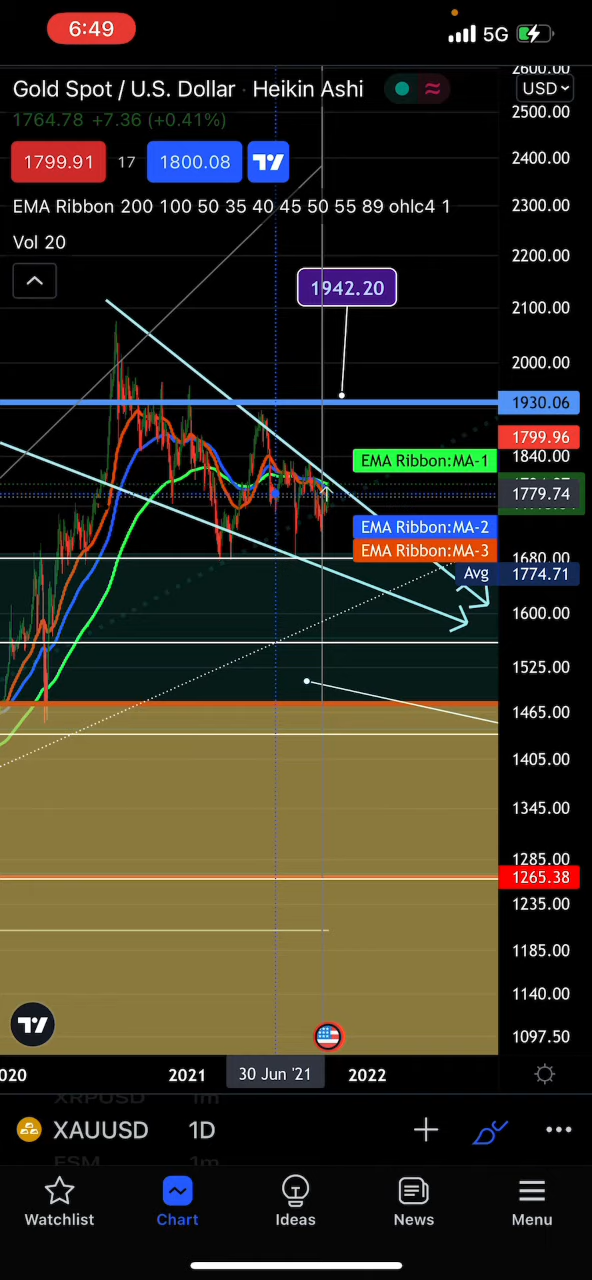 6:49
5G
2600.00
Gold Spot / U.S. Dollar · Heikin Ashi
USD
1764.78 +7.36 (+0.41%)
2500.00
1799.91 17 1800.08
2400.00
EMA Ribbon 200 100 50 35 40 45 50 55 89 ohlc4 1
2300.00
Vol 20
2200.00
1942.20
2100.00
2000.00
1930.06
1799.96
EMA Ribbon:MA-1
1840.00
1779.74
EMA Ribbon:MA-2
EMA Ribbon:MA-3
1680.00
Avg 1774.71
1600.00
1525.00
1465.00
1405.00
1345.00
1285.00
1265.38
1235.00
1185.00
1140.00
1097.50
2020 2021 30 Jun '21 2022
XRPUSD 1m
XAUUSD 1D
ESM 1m
Watchlist Chart Ideas News Menu